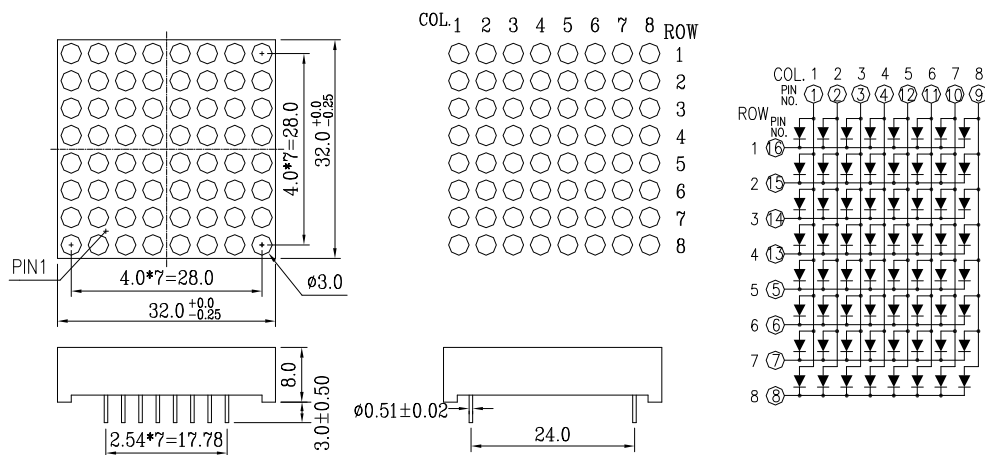 4.0*7=28.0
32.0 +0.0 -0.25
PIN1
4.0*7=28.0
ø3.0
32.0 +0.0 -0.25
8.0
3.0±0.50
2.54*7=17.78
COL. 1 2 3 4 5 6 7 8 ROW
1
2
3
4
5
6
7
8
ø0.51±0.02
24.0
COL. 1 2 3 4 5 6 7 8
PIN NO. 1 2 3 4 12 11 10 9
ROW PIN NO.
1 16
2 15
3 14
4 13
5 5
6 6
7 7
8 8